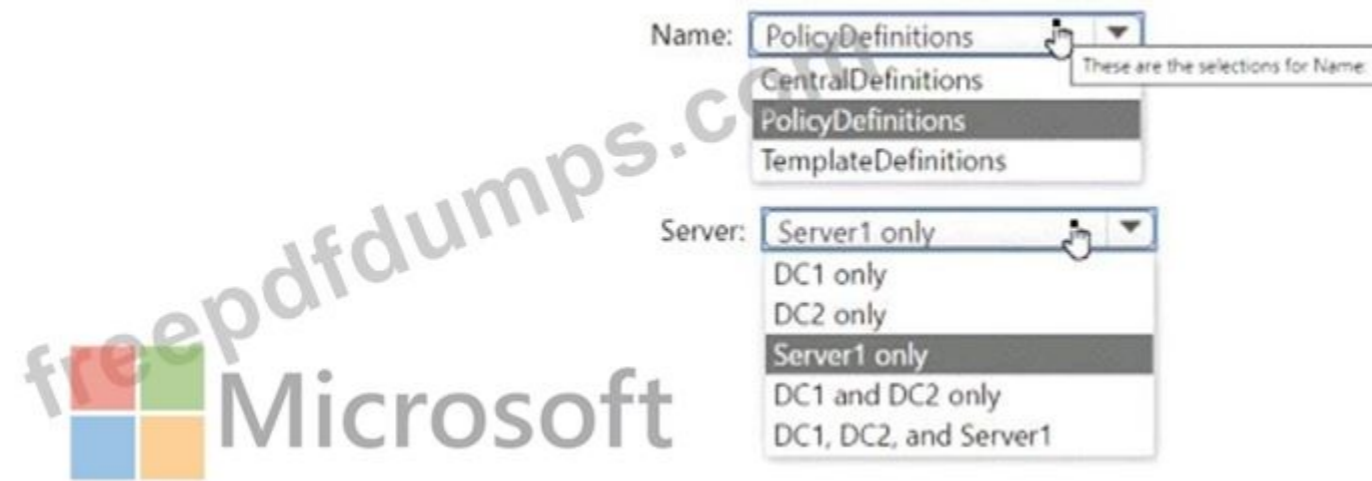 Name: PolicyDefinitions
These are the selections for Name:
CentralDefinitions
PolicyDefinitions
TemplateDefinitions
Server: Server1 only
DC1 only
DC2 only
Server1 only
DC1 and DC2 only
DC1, DC2, and Server1
freepdfdumps.com
Microsoft